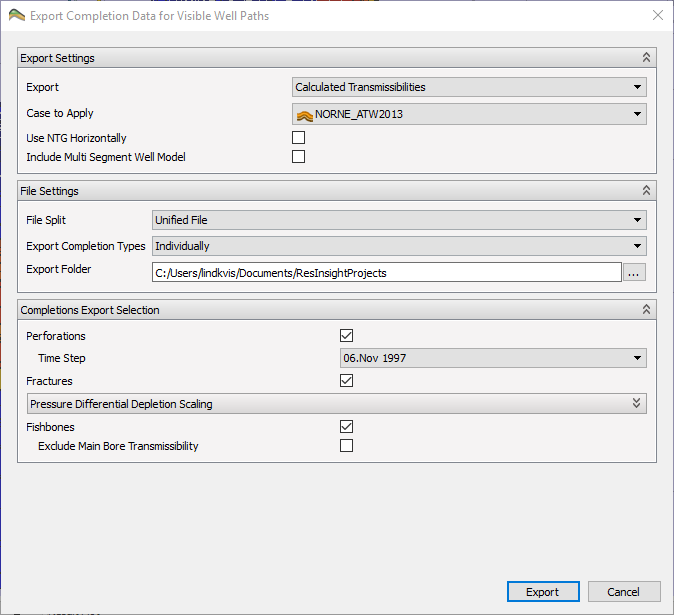 Export Completion Data for Visible Well Paths
Export Settings
Export Calculated Transmissibilities
Case to Apply NORNE_ATW2013
Use NTG Horizontally
Include Multi Segment Well Model
File Settings
File Split Unified File
Export Completion Types Individually
Export Folder C:/Users/lindkvis/Documents/ResInsightProjects ...
Completions Export Selection
Perforations
Time Step 06.Nov 1997
Fractures
Pressure Differential Depletion Scaling
Fishbones
Exclude Main Bore Transmissibility
Export Cancel